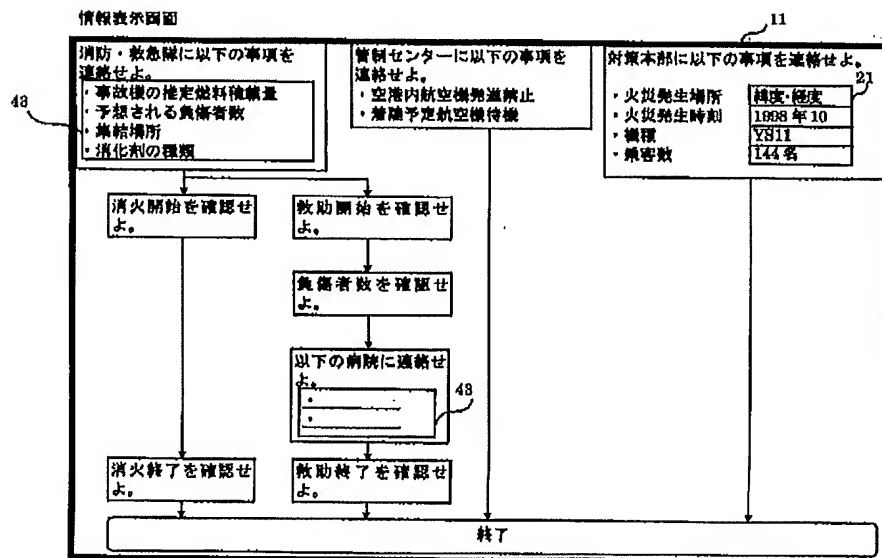 情報表示画面
11
消防・救急隊に以下の事項を
連絡せよ。
・事故機の推定燃料積載量
・予想される負傷者数
・集結場所
・消化剤の種類
43
管制センターに以下の事項を
連絡せよ。
・空港内航空機発進禁止
・着陸予定航空機待機
対策本部に以下の事項を連絡せよ。
21
・火災発生場所 緯度・経度
・火災発生時刻 1998年10
・機種 YS11
・乗客数 144名
消火開始を確認せ
よ。
救助開始を確認せ
よ。
負傷者数を確認せ
よ。
以下の病院に連絡せ
よ。
・
・
43
消火終了を確認せ
よ。
救助終了を確認せ
よ。
終了